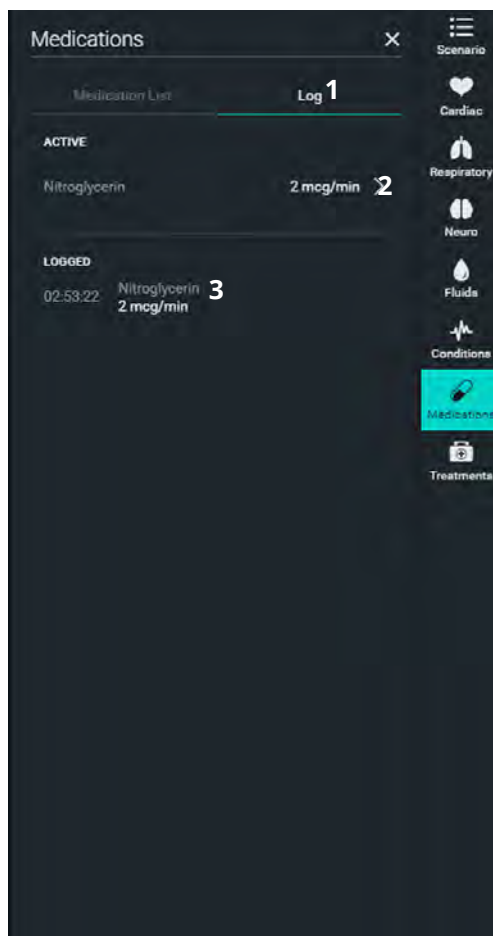 Medications
Medication List
Log 1
ACTIVE
Nitroglycerin 2 mcg/min 2
LOGGED
02:53:22 Nitroglycerin 3
2 mcg/min
Scenario
Cardiac
Respiratory
Neuro
Fluids
Conditions
Medications
Treatments